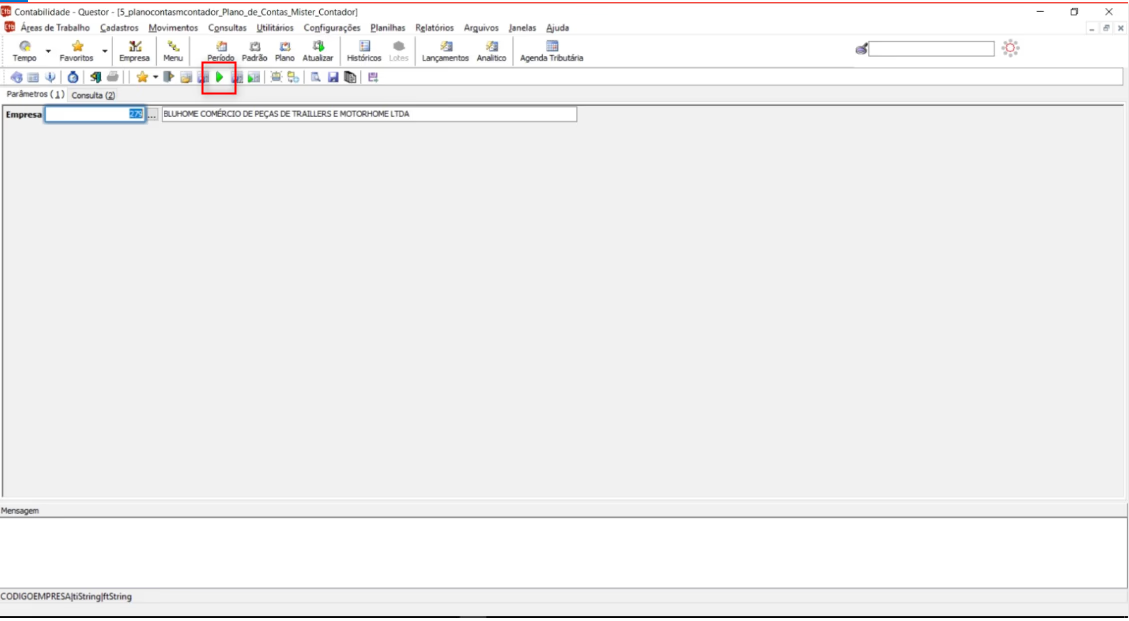 Ctb Contabilidade - Questor - [5_planocontasmcontador_Plano_de_Contas_Mister_Contador]
Ctb Áreas de Trabalho Cadastros Movimentos Consultas Utilitários Configurações Planilhas Relatórios Arquivos Janelas Ajuda
Tempo Favoritos Empresa Menu Período Padrão Plano Atualizar Históricos Lotes Lançamentos Analítico Agenda Tributária
Parâmetros (1) Consulta (2)
Empresa 275 ... BLUHOME COMÉRCIO DE PEÇAS DE TRAILLERS E MOTORHOME LTDA
Mensagem
CODIGOEMPRESA|tiString|ftString